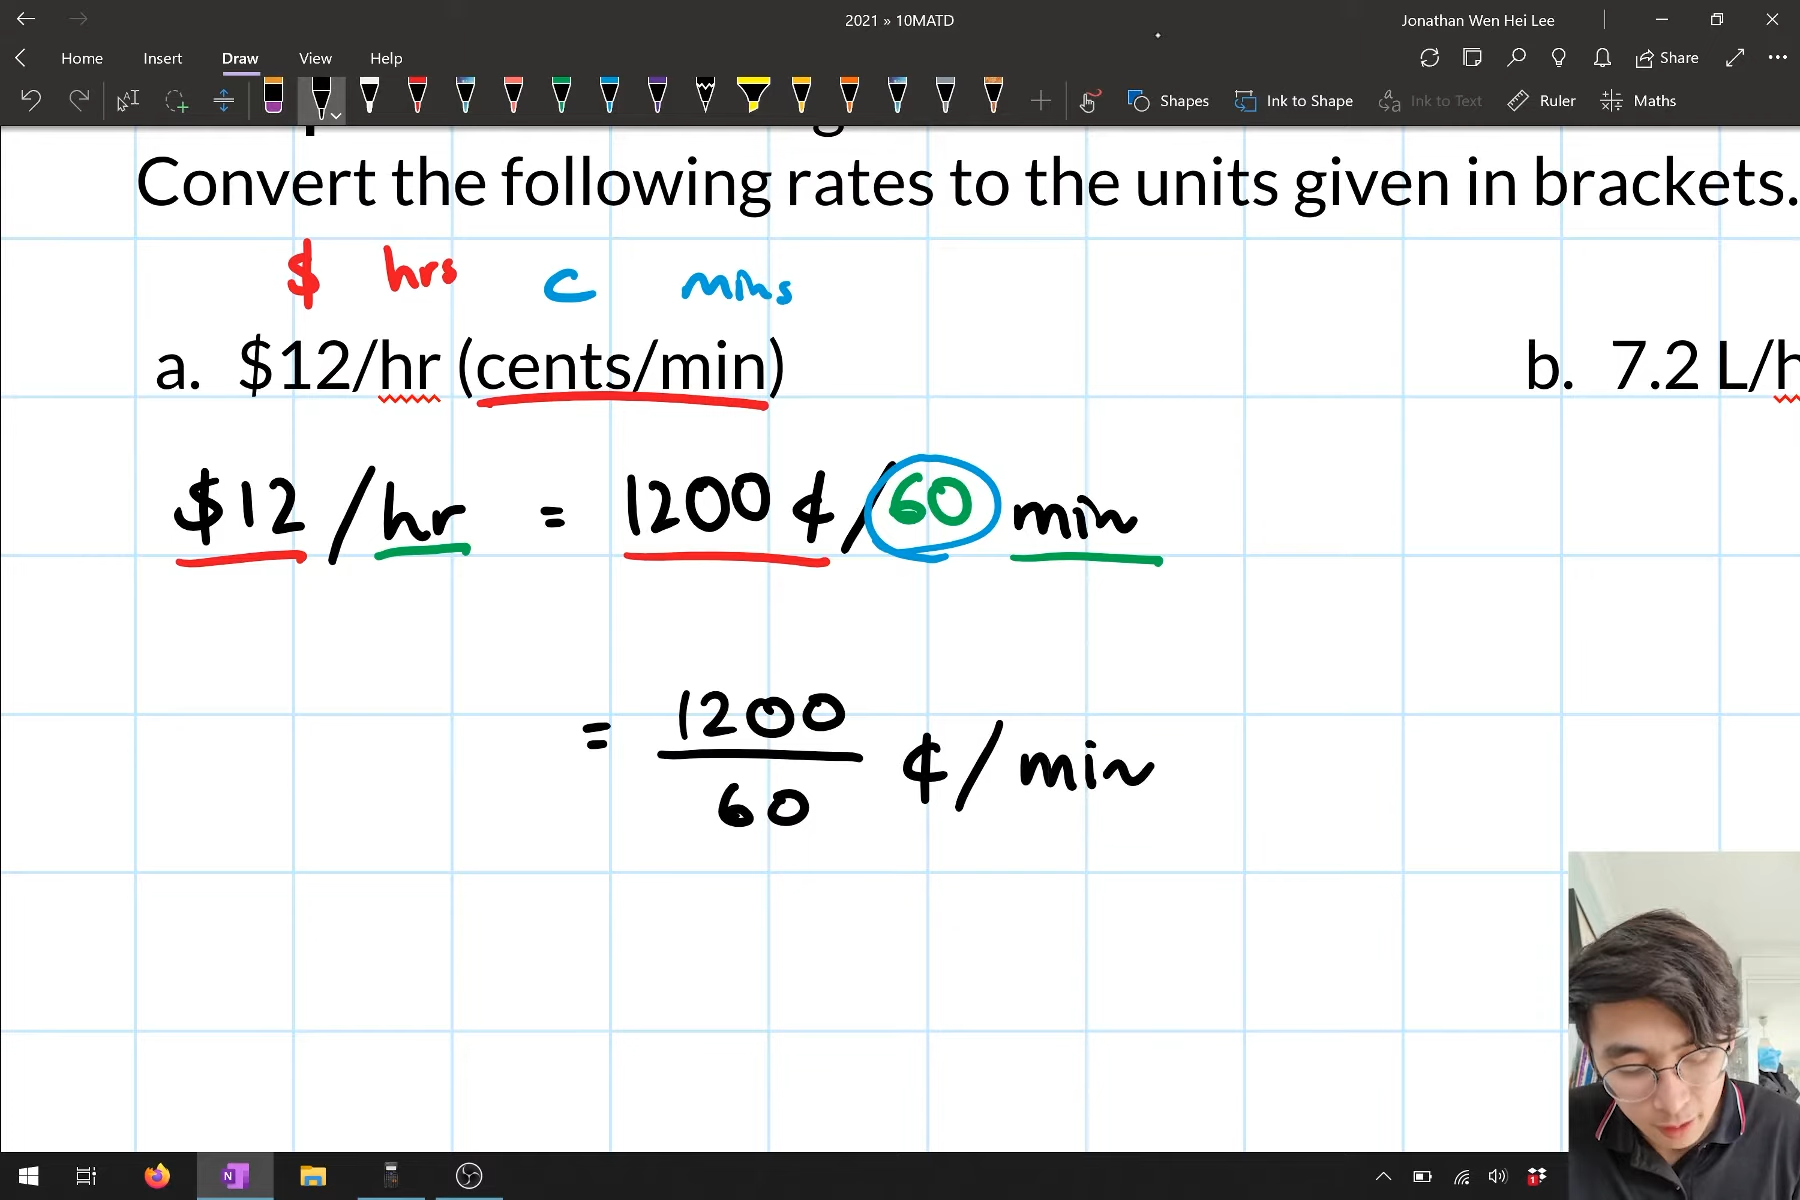 2021 » 10MATD
Jonathan Wen Hei Lee
Home Insert Draw View Help
Share
Shapes Ink to Shape Ink to Text Ruler Maths
Convert the following rates to the units given in brackets.
$ hrs c mins
a. $12/hr (cents/min)
b. 7.2 L/h
$12/hr = 1200 ¢/60 min
= 1200/60 ¢/min